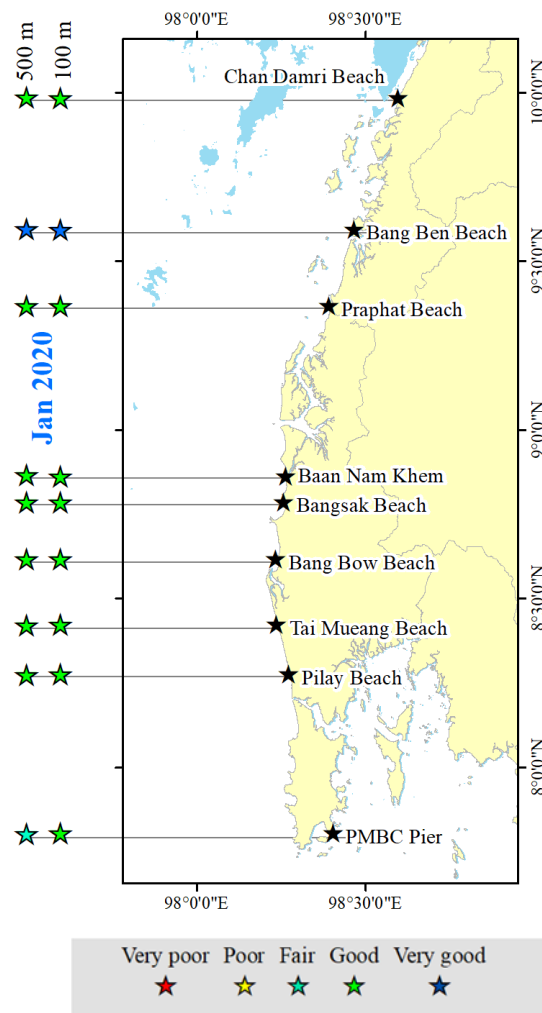 98°0'0"E 98°30'0"E
500 m
100 m
Chan Damri Beach
10°0'0"N
Bang Ben Beach
9°30'0"N
Praphat Beach
Jan 2020
9°0'0"N
Baan Nam Khem
Bangsak Beach
Bang Bow Beach
8°30'0"N
Tai Mueang Beach
Pilay Beach
8°0'0"N
PMBC Pier
98°0'0"E 98°30'0"E
Very poor Poor Fair Good Very good